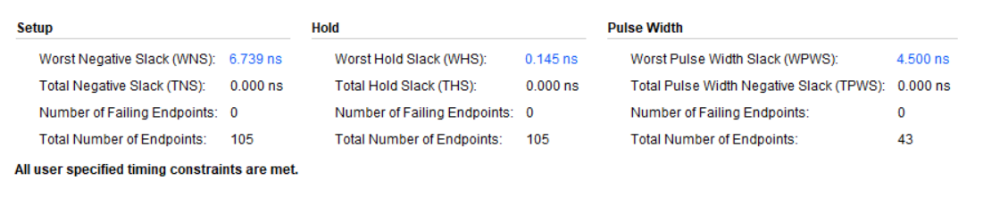 Setup
Worst Negative Slack (WNS): 6.739 ns
Total Negative Slack (TNS): 0.000 ns
Number of Failing Endpoints: 0
Total Number of Endpoints: 105
Hold
Worst Hold Slack (WHS): 0.145 ns
Total Hold Slack (THS): 0.000 ns
Number of Failing Endpoints: 0
Total Number of Endpoints: 105
Pulse Width
Worst Pulse Width Slack (WPWS): 4.500 ns
Total Pulse Width Negative Slack (TPWS): 0.000 ns
Number of Failing Endpoints: 0
Total Number of Endpoints: 43
All user specified timing constraints are met.